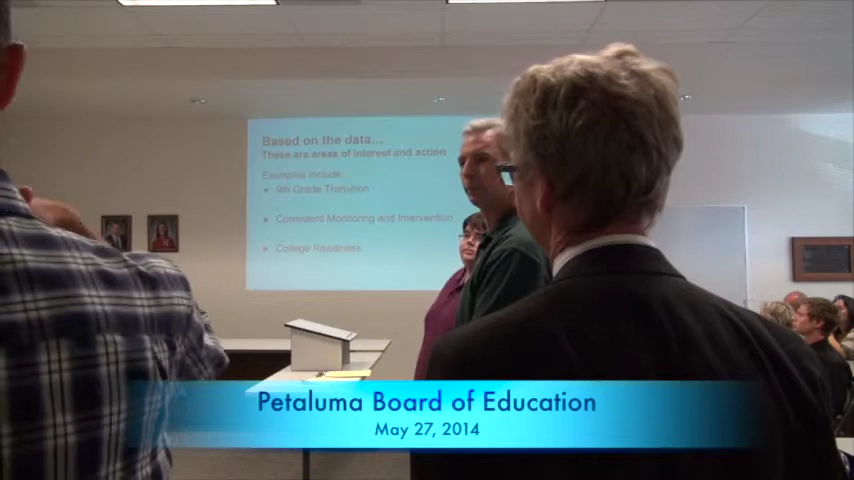 Based on the data...
These are areas of interest and action
Examples Include:
• 9th Grade Transition
• Consistent Monitoring and Intervention
• College Readiness
Petaluma Board of Education
May 27, 2014